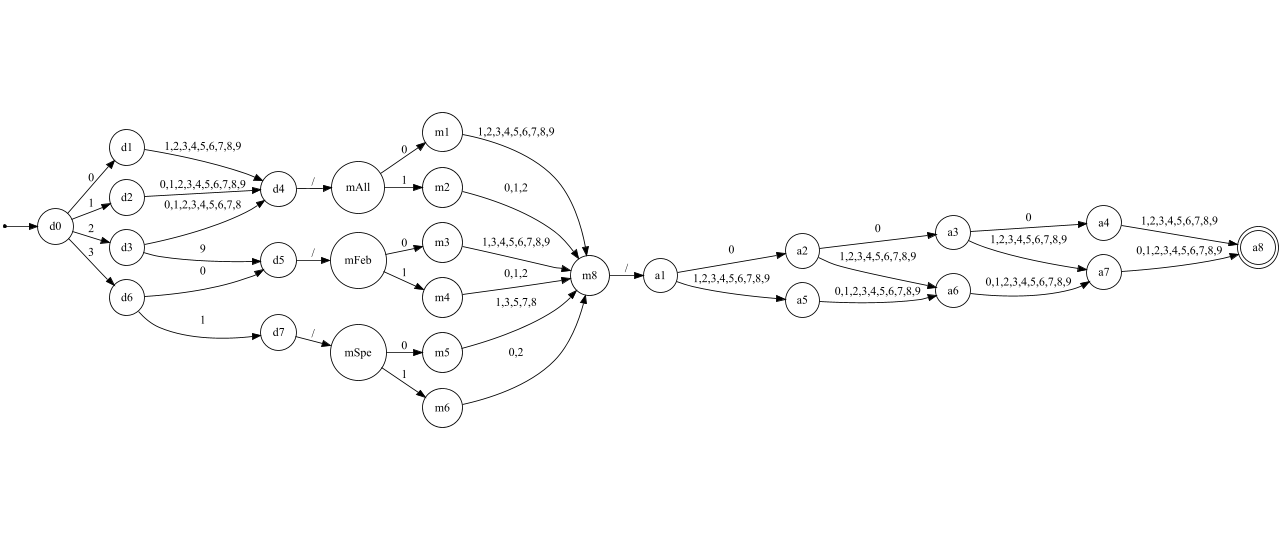 d0
0
1
2
3
d1
d2
d3
d6
1,2,3,4,5,6,7,8,9
0,1,2,3,4,5,6,7,8,9
0,1,2,3,4,5,6,7,8
9
0
1
d4
d5
d7
/
/
/
mAll
mFeb
mSpe
0
1
0
1
0
1
m1
m2
m3
m4
m5
m6
1,2,3,4,5,6,7,8,9
0,1,2
1,3,4,5,6,7,8,9
0,1,2
1,3,5,7,8
0,2
m8
/
a1
0
1,2,3,4,5,6,7,8,9
a2
a5
0
1,2,3,4,5,6,7,8,9
0,1,2,3,4,5,6,7,8,9
a3
a6
0
1,2,3,4,5,6,7,8,9
0,1,2,3,4,5,6,7,8,9
a4
a7
1,2,3,4,5,6,7,8,9
0,1,2,3,4,5,6,7,8,9
a8